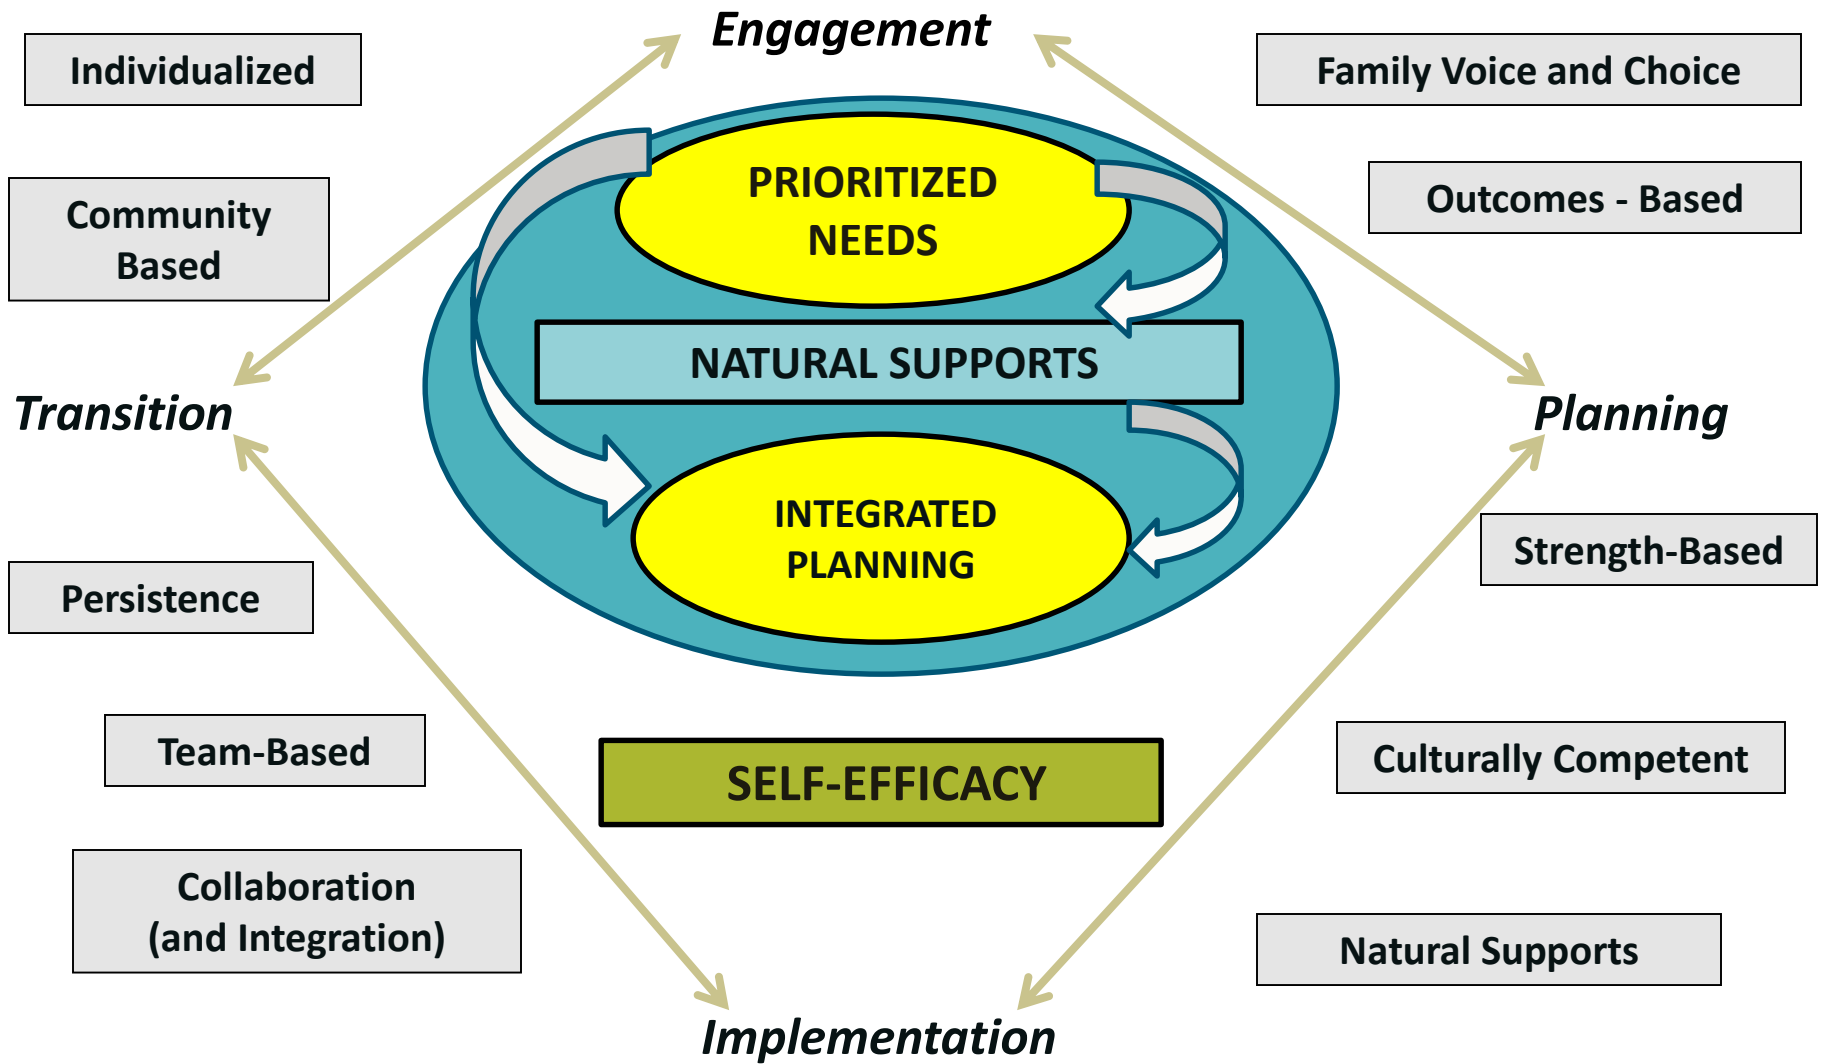 Engagement
Individualized
Family Voice and Choice
Community
Based
PRIORITIZED
NEEDS
Outcomes - Based
NATURAL SUPPORTS
Transition
Planning
INTEGRATED
PLANNING
Strength-Based
Persistence
Team-Based
SELF-EFFICACY
Culturally Competent
Collaboration
(and Integration)
Natural Supports
Implementation